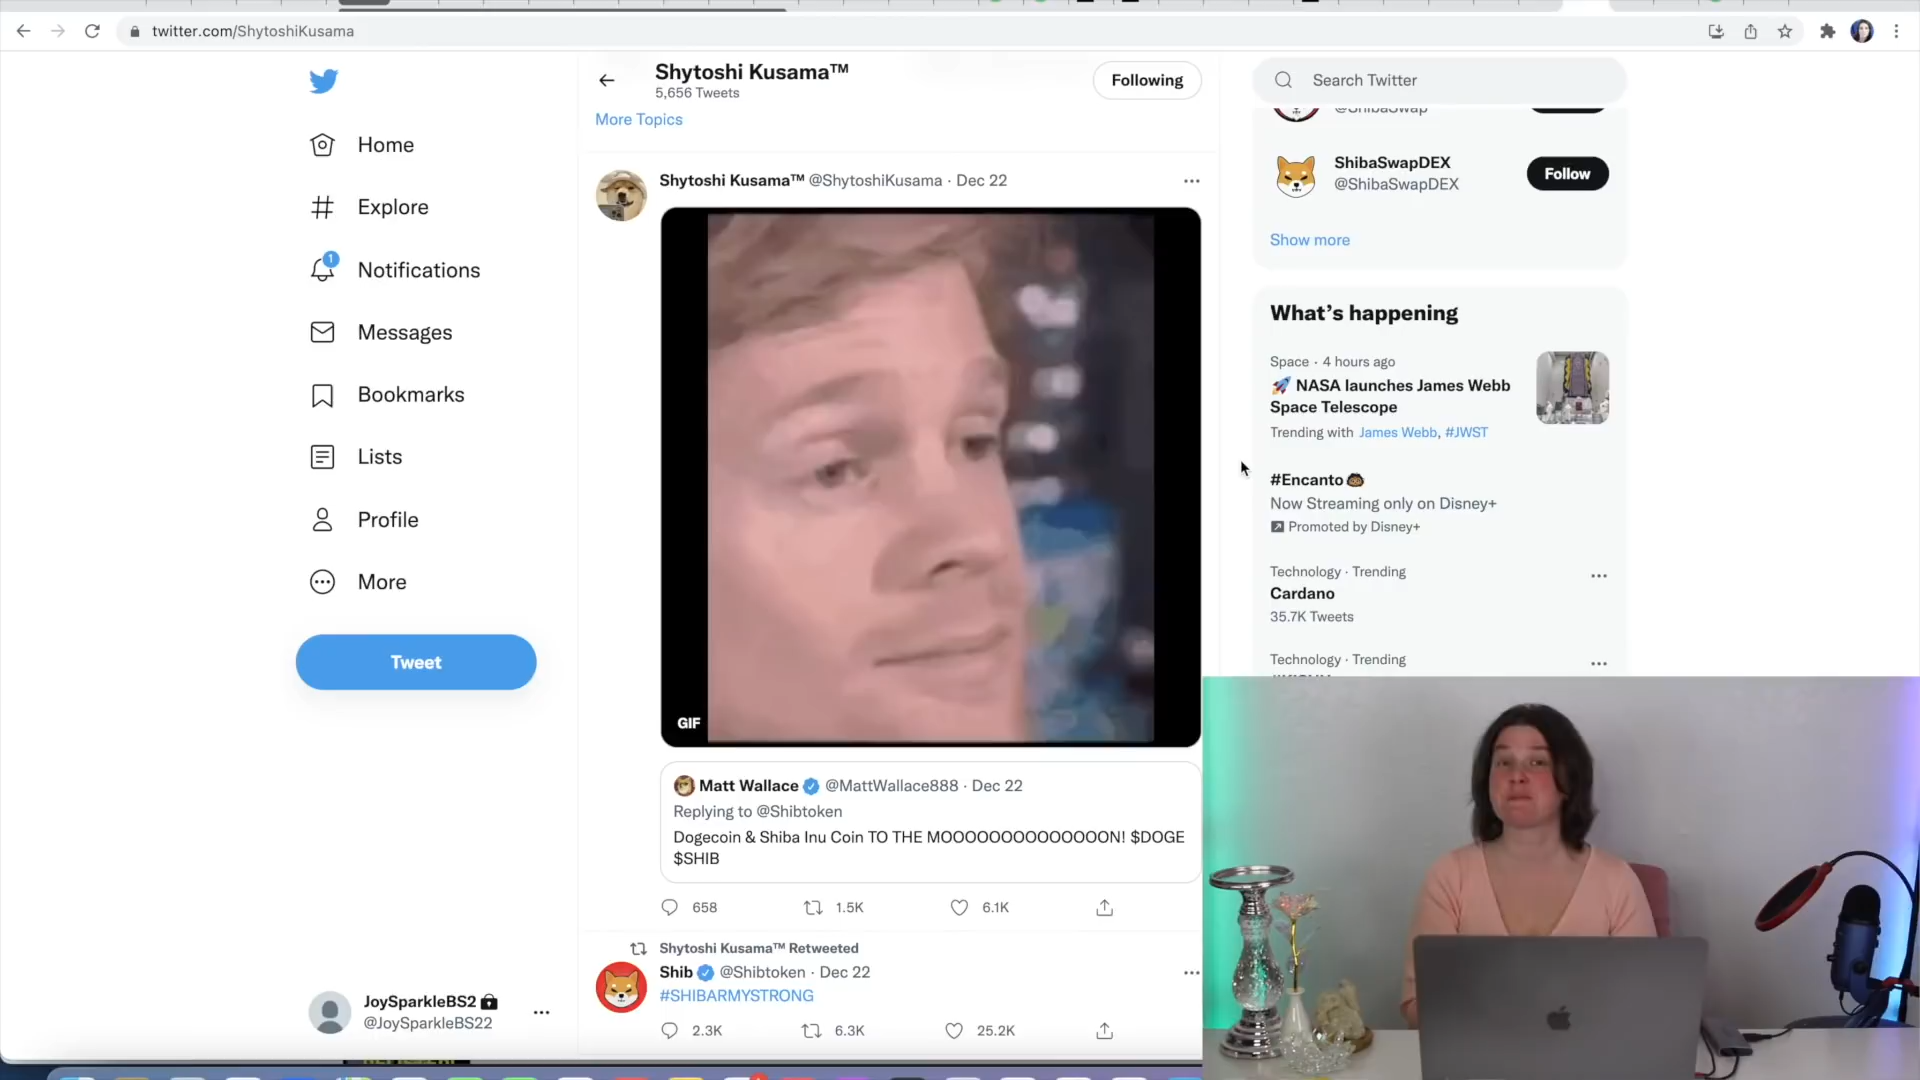 twitter.com/ShytoshiKusama
Shytoshi Kusama™
5,656 Tweets
Following
More Topics
Home
Explore
1
Notifications
Messages
Bookmarks
Lists
Profile
More
Tweet
JoySparkleBS2
@JoySparkleBS22
Shytoshi Kusama™ @ShytoshiKusama · Dec 22
GIF
Matt Wallace @MattWallace888 · Dec 22
Replying to @Shibtoken
Dogecoin & Shiba Inu Coin TO THE MOOOOOOOOOOOOOON! $DOGE
$SHIB
658 1.5K 6.1K
Shytoshi Kusama™ Retweeted
Shib @Shibtoken · Dec 22
#SHIBARMYSTRONG
2.3K 6.3K 25.2K
Search Twitter
@ShibaSwap
ShibaSwapDEX
@ShibaSwapDEX
Follow
Show more
What's happening
Space · 4 hours ago
🚀 NASA launches James Webb
Space Telescope
Trending with James Webb, #JWST
#Encanto
Now Streaming only on Disney+
Promoted by Disney+
Technology · Trending
Cardano
35.7K Tweets
Technology · Trending